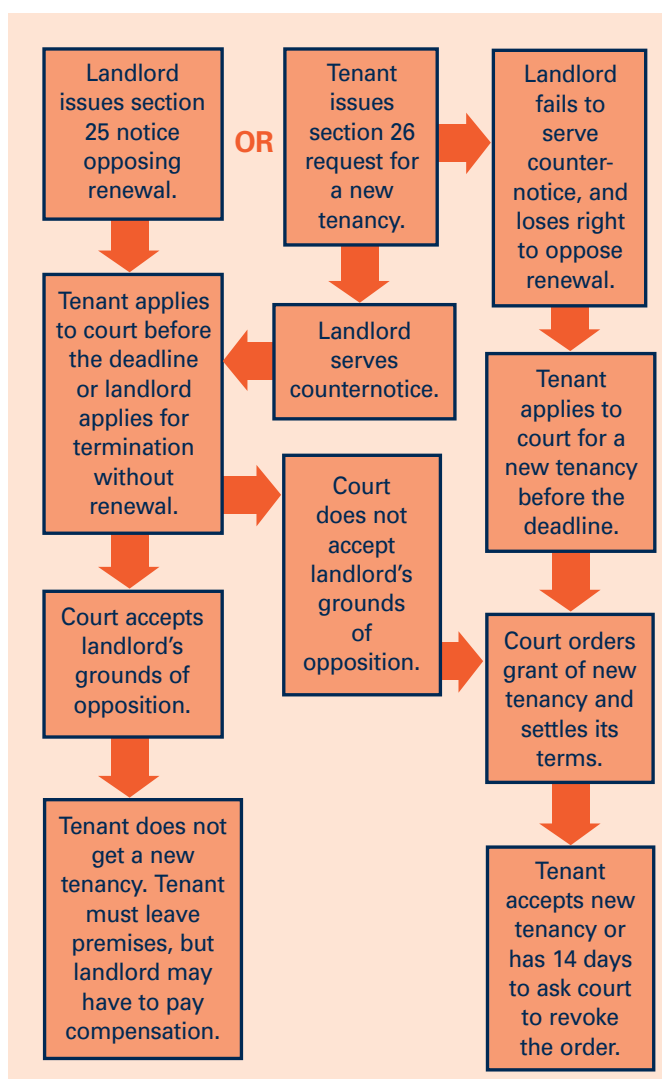 Landlord
issues section
25 notice
opposing
renewal.
OR
Tenant
issues
section 26
request for
a new
tenancy.
Landlord
fails to
serve
counter-
notice, and
loses right
to oppose
renewal.
Tenant applies
to court before
the deadline
or landlord
applies for
termination
without
renewal.
Landlord
serves
counternotice.
Tenant
applies to
court for a
new tenancy
before the
deadline.
Court
does not
accept
landlord’s
grounds
of
opposition.
Court accepts
landlord’s
grounds of
opposition.
Court orders
grant of new
tenancy and
settles its
terms.
Tenant does not
get a new
tenancy. Tenant
must leave
premises, but
landlord may
have to pay
compensation.
Tenant
accepts new
tenancy or
has 14 days
to ask court
to revoke
the order.